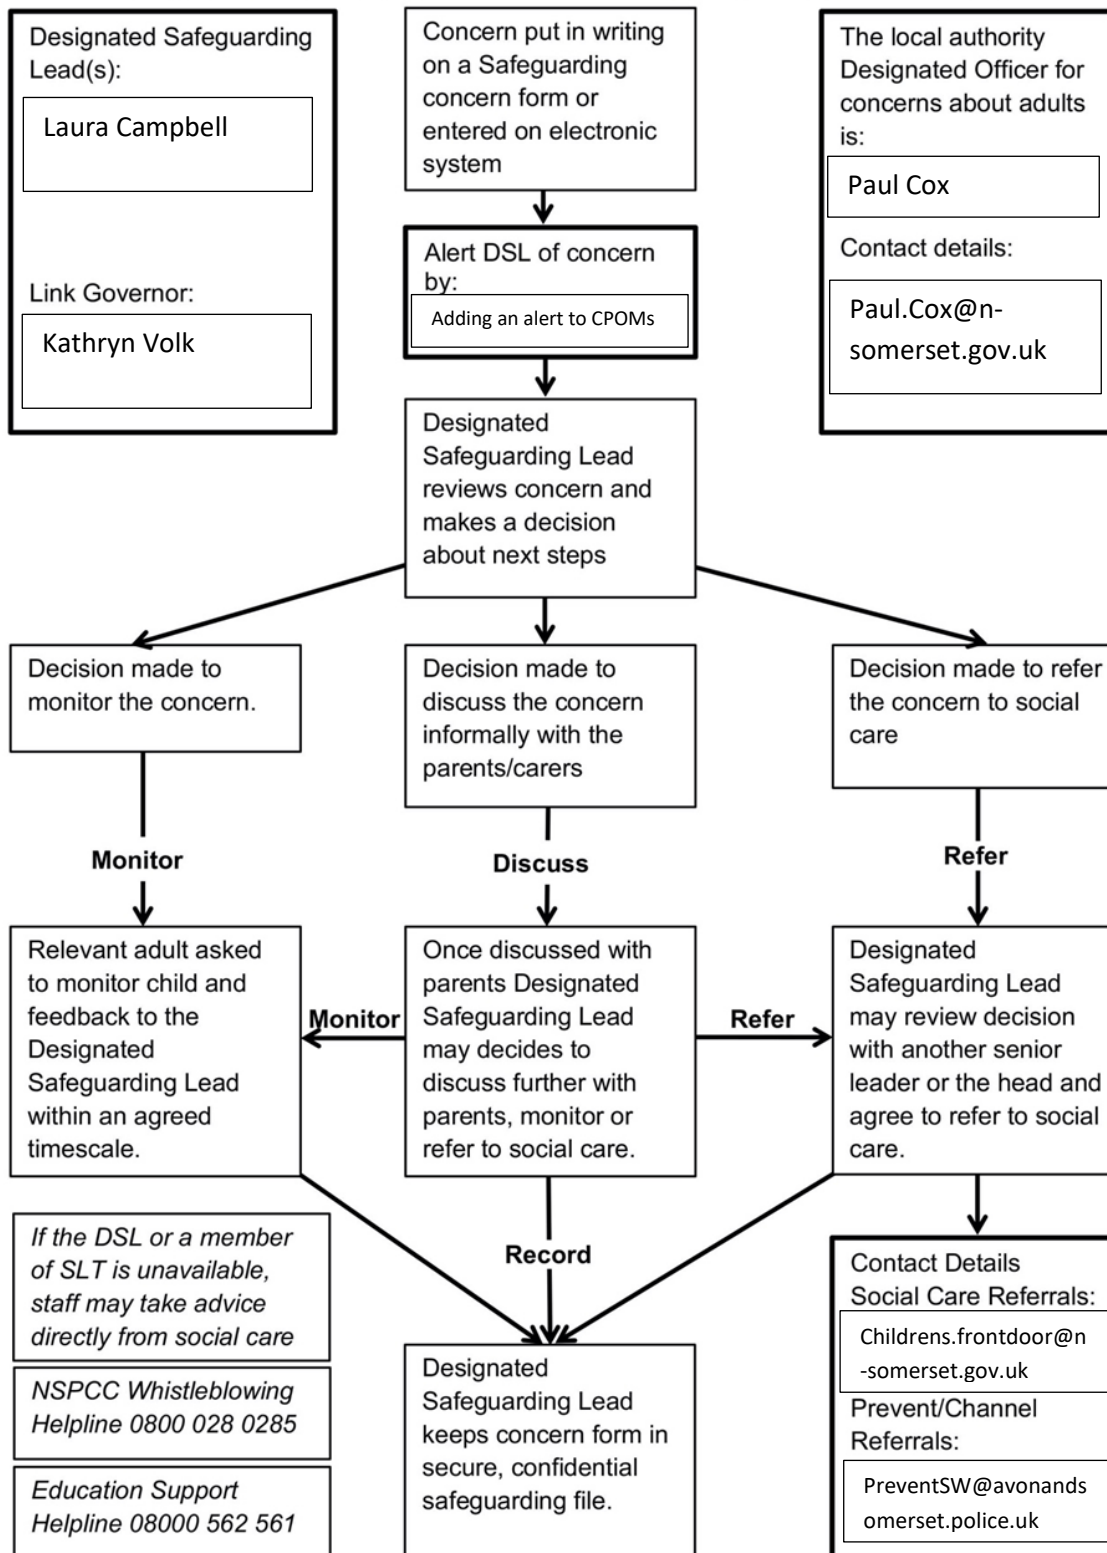 Designated Safeguarding
Lead(s):
Laura Campbell
Link Governor:
Kathryn Volk
Concern put in writing
on a Safeguarding
concern form or
entered on electronic
system
The local authority
Designated Officer for
concerns about adults
is:
Paul Cox
Contact details:
Paul.Cox@n-
somerset.gov.uk
Alert DSL of concern
by:
Adding an alert to CPOMs
Designated
Safeguarding Lead
reviews concern and
makes a decision
about next steps
Decision made to
monitor the concern.
Decision made to
discuss the concern
informally with the
parents/carers
Decision made to refer
the concern to social
care
Monitor
Discuss
Refer
Relevant adult asked
to monitor child and
feedback to the
Designated
Safeguarding Lead
within an agreed
timescale.
Monitor
Once discussed with
parents Designated
Safeguarding Lead
may decides to
discuss further with
parents, monitor or
refer to social care.
Refer
Designated
Safeguarding Lead
may review decision
with another senior
leader or the head and
agree to refer to social
care.
If the DSL or a member
of SLT is unavailable,
staff may take advice
directly from social care
NSPCC Whistleblowing
Helpline 0800 028 0285
Education Support
Helpline 08000 562 561
Record
Designated
Safeguarding Lead
keeps concern form in
secure, confidential
safeguarding file.
Contact Details
Social Care Referrals:
Childrens.frontdoor@n
-somerset.gov.uk
Prevent/Channel
Referrals:
PreventSW@avonands
omerset.police.uk